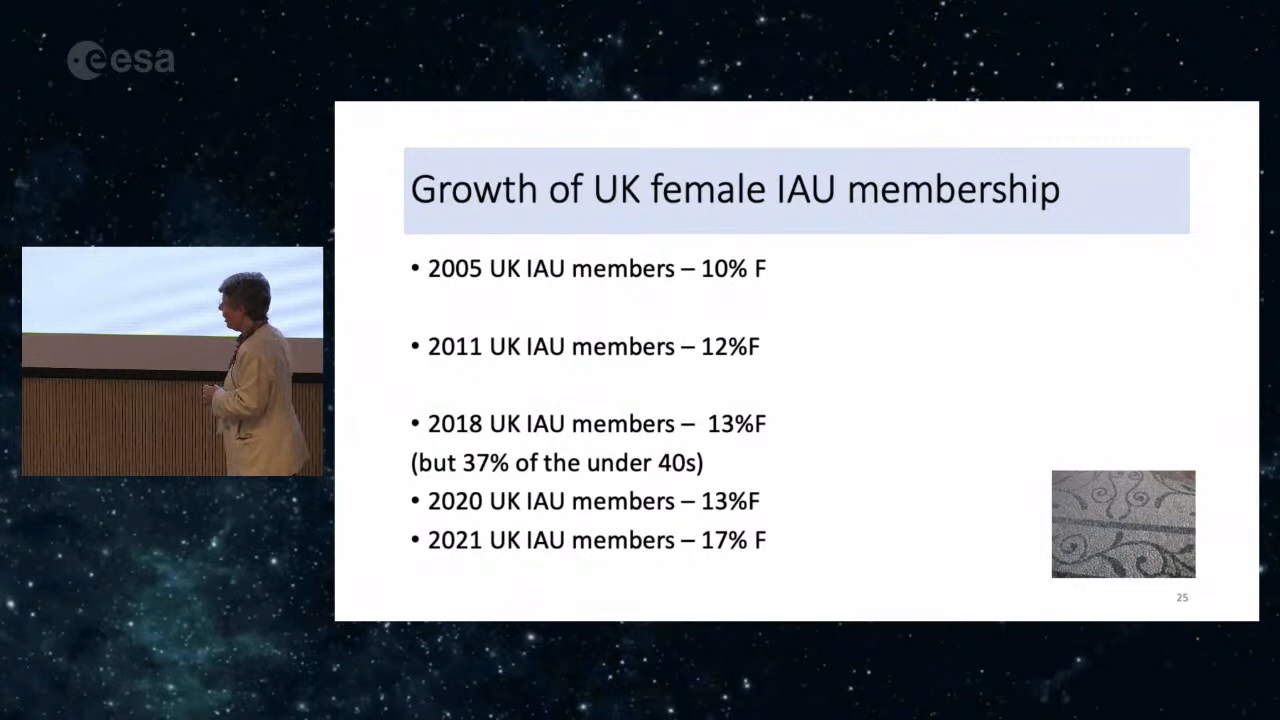 esa
Growth of UK female IAU membership
• 2005 UK IAU members – 10% F
• 2011 UK IAU members – 12%F
• 2018 UK IAU members – 13%F
(but 37% of the under 40s)
• 2020 UK IAU members – 13%F
• 2021 UK IAU members – 17% F
25